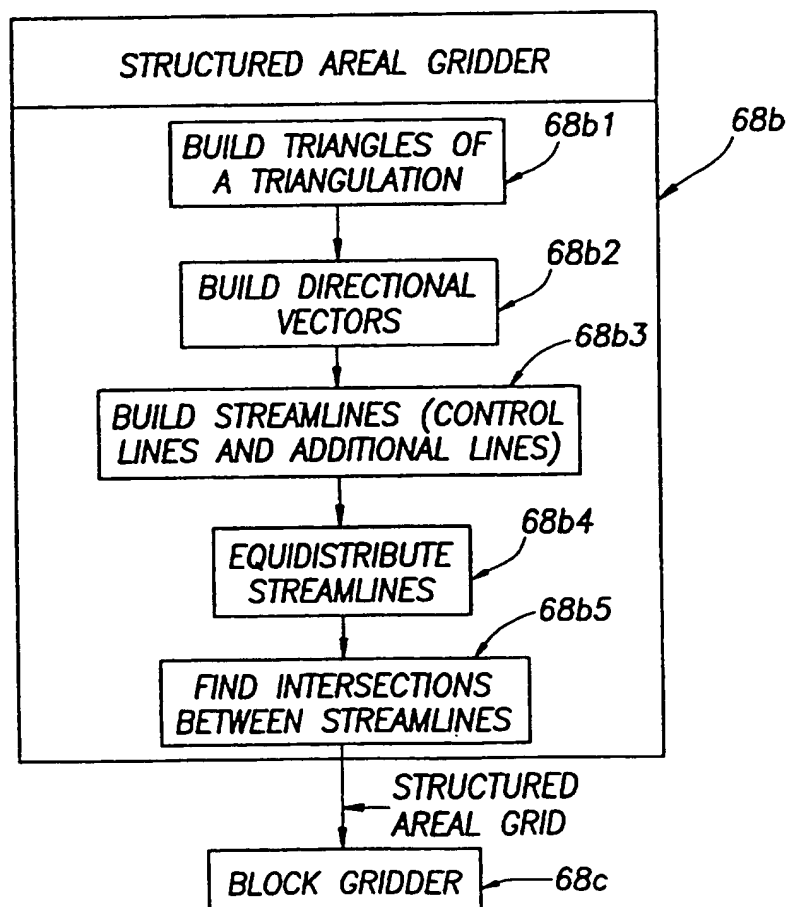 STRUCTURED AREAL GRIDDER
BUILD TRIANGLES OF
A TRIANGULATION
68b1
68b
BUILD DIRECTIONAL
VECTORS
68b2
68b3
BUILD STREAMLINES (CONTROL
LINES AND ADDITIONAL LINES)
68b4
EQUIDISTRIBUTE
STREAMLINES
68b5
FIND INTERSECTIONS
BETWEEN STREAMLINES
STRUCTURED
AREAL GRID
BLOCK GRIDDER
68c